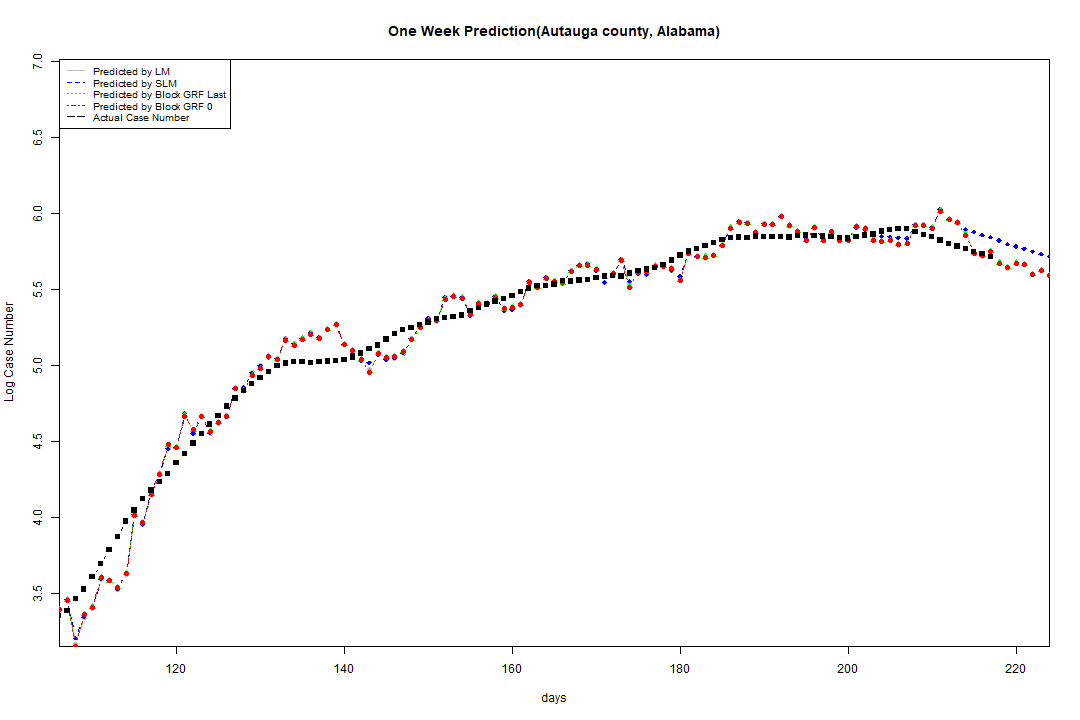 One Week Prediction(Autauga county, Alabama)
Predicted by LM
Predicted by SLM
Predicted by Block GRF Last
Predicted by Block GRF 0
Actual Case Number
7.0
6.5
6.0
5.5
5.0
4.5
4.0
3.5
Log Case Number
120 140 160 180 200 220
days